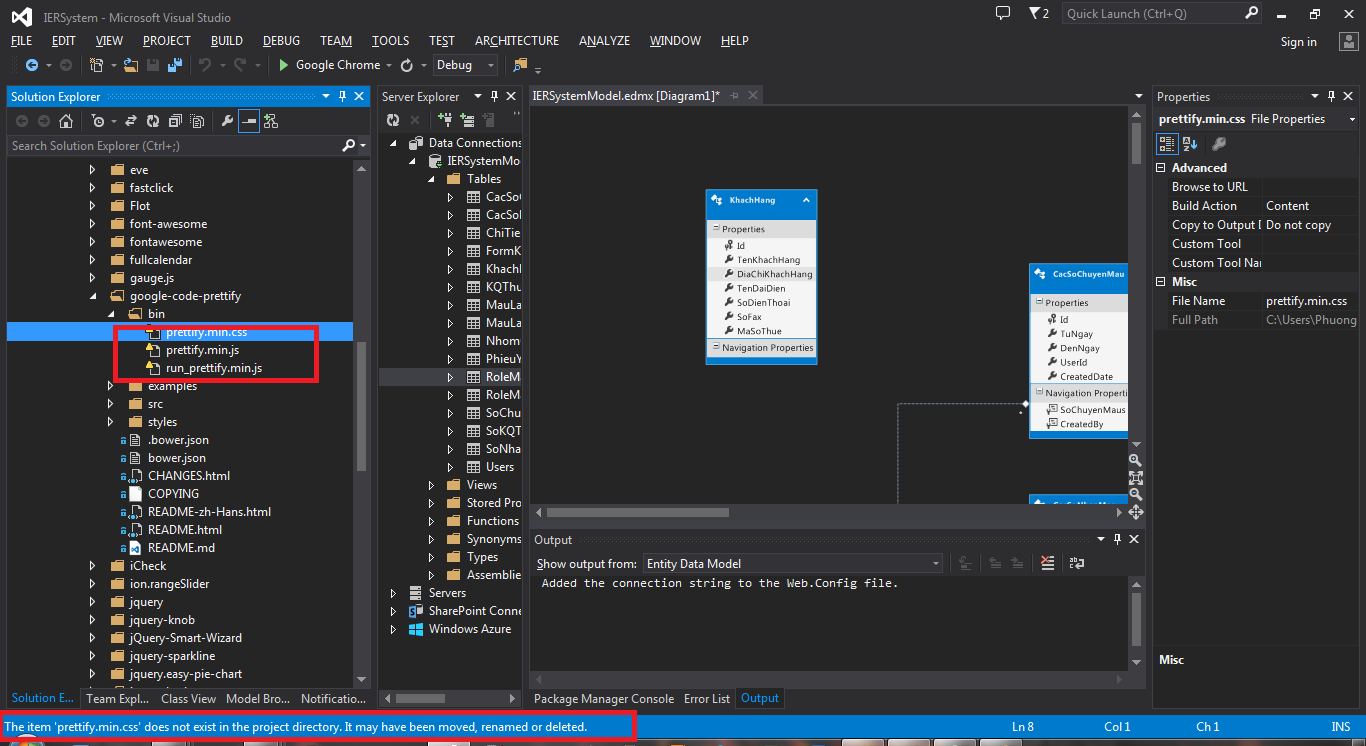 IERSystem - Microsoft Visual Studio
2
Quick Launch (Ctrl+Q)
FILE EDIT VIEW PROJECT BUILD DEBUG TEAM TOOLS TEST ARCHITECTURE ANALYZE WINDOW HELP
Sign in
Google Chrome
Debug
Solution Explorer
Search Solution Explorer (Ctrl+;)
eve
fastclick
Flot
font-awesome
fontawesome
fullcalendar
gauge.js
google-code-prettify
bin
prettify.min.css
prettify.min.js
run_prettify.min.js
examples
src
styles
.bower.json
bower.json
CHANGES.html
COPYING
README-zh-Hans.html
README.html
README.md
iCheck
ion.rangeSlider
jquery
jquery-knob
jQuery-Smart-Wizard
jquery-sparkline
jquery.easy-pie-chart
Solution E... Team Expl... Class View Model Bro... Notificatio...
Server Explorer
Data Connections
IERSystemMo
Tables
CacSoC
CacSoI
ChiTie
FormK
KhachI
KQThu
MauLa
MauLa
Nhom
PhieuY
RoleMa
RoleMa
SoChu
SoKQT
SoNha
Users
Views
Stored Pro
Functions
Synonyms
Types
Assemblie
Servers
SharePoint Conne
Windows Azure
IERSystemModel.edmx [Diagram1]*
KhachHang
Properties
Id
TenKhachHang
DiaChiKhachHang
TenDaiDien
SoDienThoai
SoFax
MaSoThue
Navigation Properties
CacSoChuyenMau
Properties
Id
TuNgay
DenNgay
UserId
CreatedDate
Navigation Properti
SoChuyenMaus
CreatedBy
Output
Show output from: Entity Data Model
Added the connection string to the Web.Config file.
Package Manager Console Error List Output
Properties
prettify.min.css File Properties
Advanced
Browse to URL
Build Action Content
Copy to Output D Do not copy
Custom Tool
Custom Tool Nar
Misc
File Name prettify.min.css
Full Path C:\Users\Phuong
Misc
The item 'prettify.min.css' does not exist in the project directory. It may have been moved, renamed or deleted.
Ln 8 Col 1 Ch 1 INS